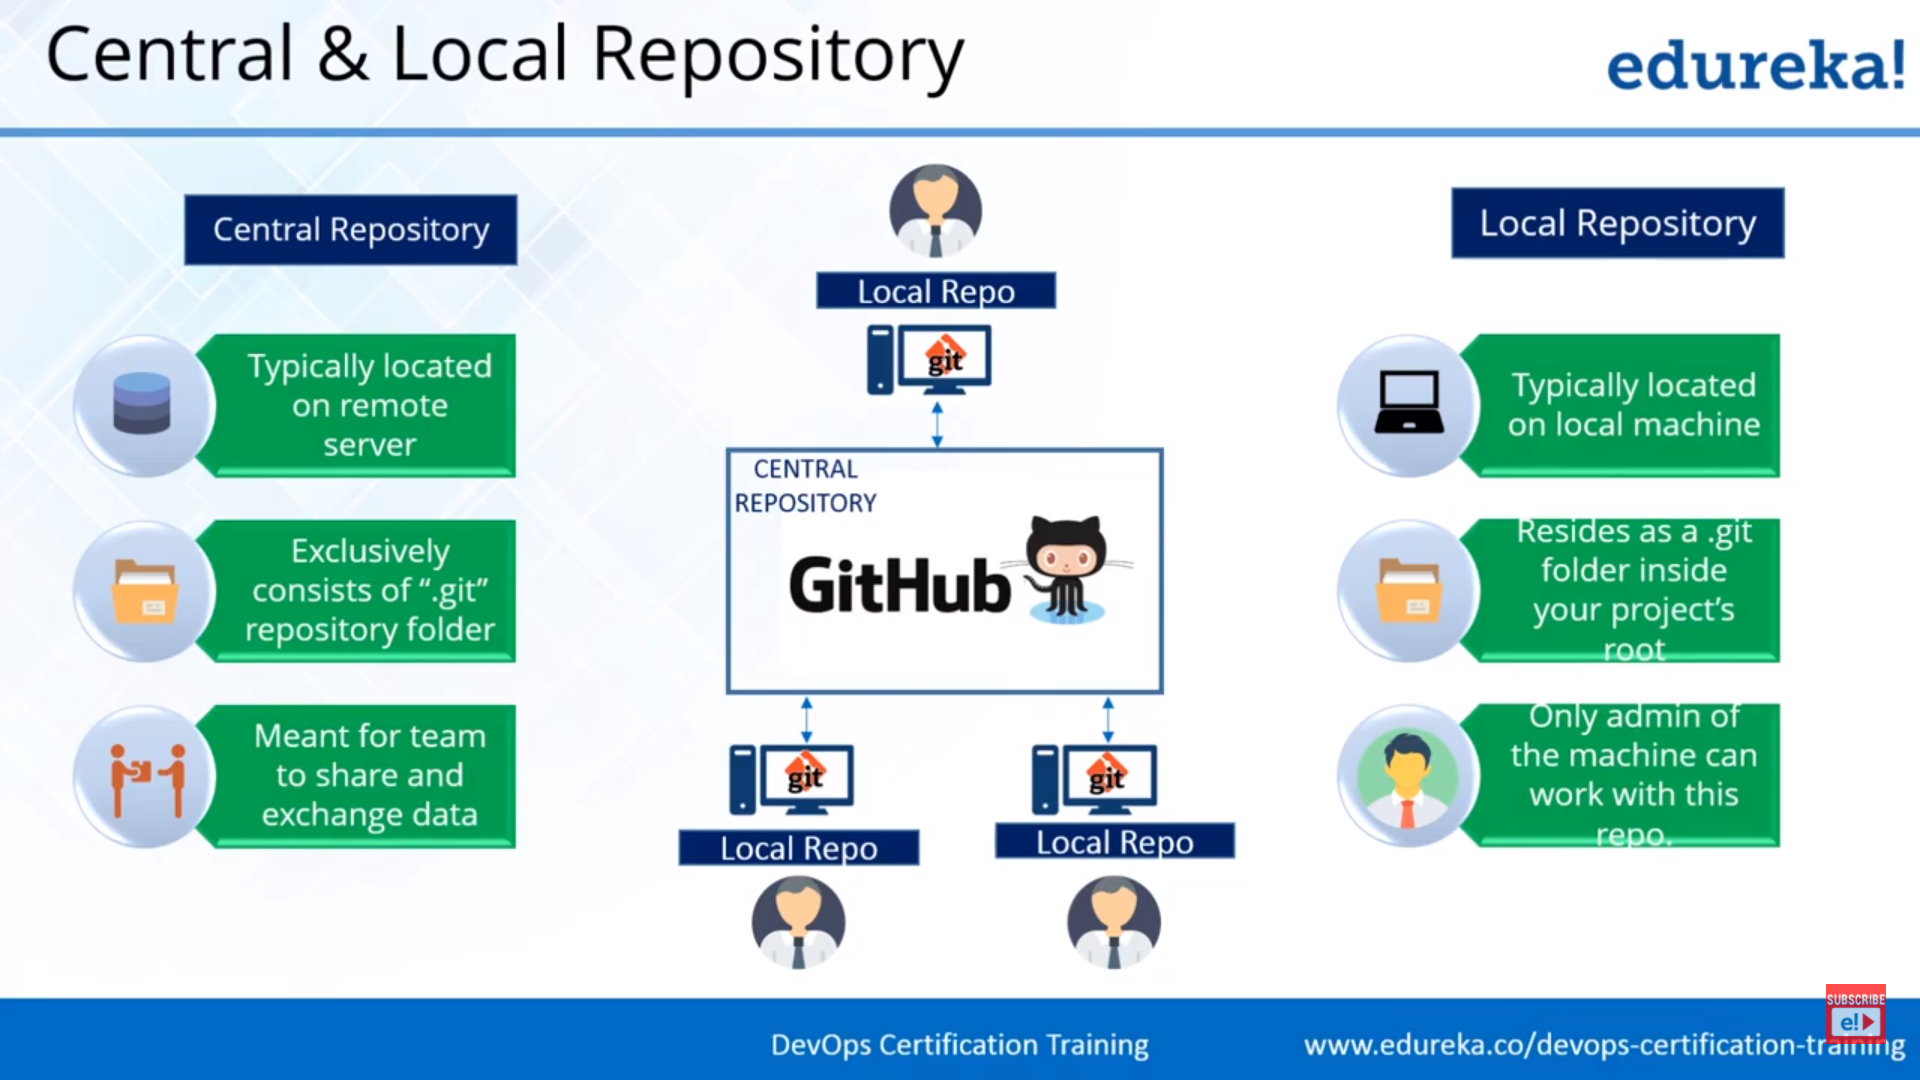 Central & Local Repository
edureka!
Central Repository
Typically located
on remote
server
Exclusively
consists of “.git”
repository folder
Meant for team
to share and
exchange data
Local Repo
git
CENTRAL
REPOSITORY
GitHub
git
Local Repo
git
Local Repo
Local Repository
Typically located
on local machine
Resides as a .git
folder inside
your project’s
root
Only admin of
the machine can
work with this
repo.
DevOps Certification Training
www.edureka.co/devops-certification-training
SUBSCRIBE
e!